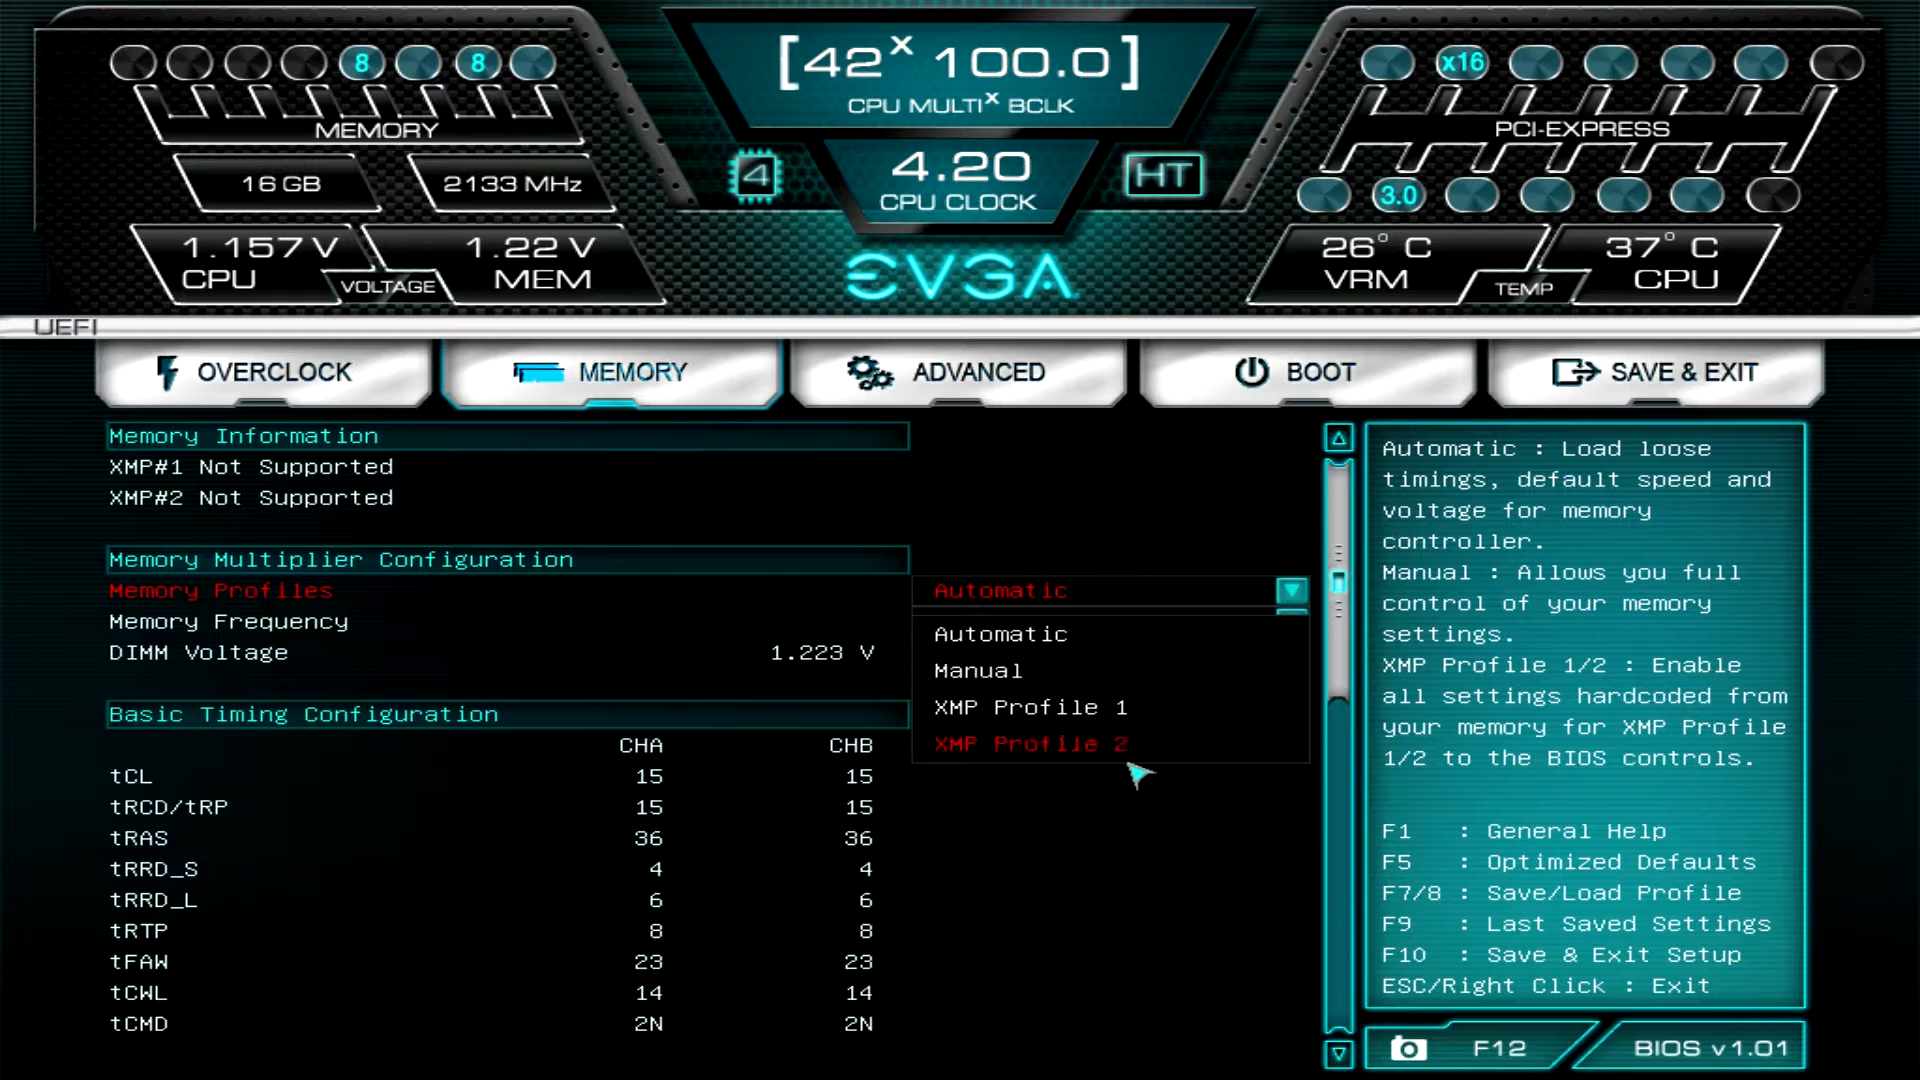 8 8
MEMORY
16 GB 2133 MHz
1.157 V
CPU
1.22 V
MEM
VOLTAGE
[42x 100.0]
CPU MULTIx BCLK
4
4.20
CPU CLOCK
HT
EVGA
x16
PCI-EXPRESS
3.0
26° C
VRM
37° C
CPU
TEMP
UEFI
OVERCLOCK MEMORY ADVANCED BOOT SAVE & EXIT
Memory Information
XMP#1 Not Supported
XMP#2 Not Supported
Memory Multiplier Configuration
Memory Profiles Automatic
Memory Frequency
DIMM Voltage 1.223 V
Automatic
Manual
XMP Profile 1
XMP Profile 2
Basic Timing Configuration
CHA CHB
tCL 15 15
tRCD/tRP 15 15
tRAS 36 36
tRRD_S 4 4
tRRD_L 6 6
tRTP 8 8
tFAW 23 23
tCWL 14 14
tCMD 2N 2N
Automatic : Load loose
timings, default speed and
voltage for memory
controller.
Manual : Allows you full
control of your memory
settings.
XMP Profile 1/2 : Enable
all settings hardcoded from
your memory for XMP Profile
1/2 to the BIOS controls.
F1 : General Help
F5 : Optimized Defaults
F7/8 : Save/Load Profile
F9 : Last Saved Settings
F10 : Save & Exit Setup
ESC/Right Click : Exit
F12 BIOS v1.01